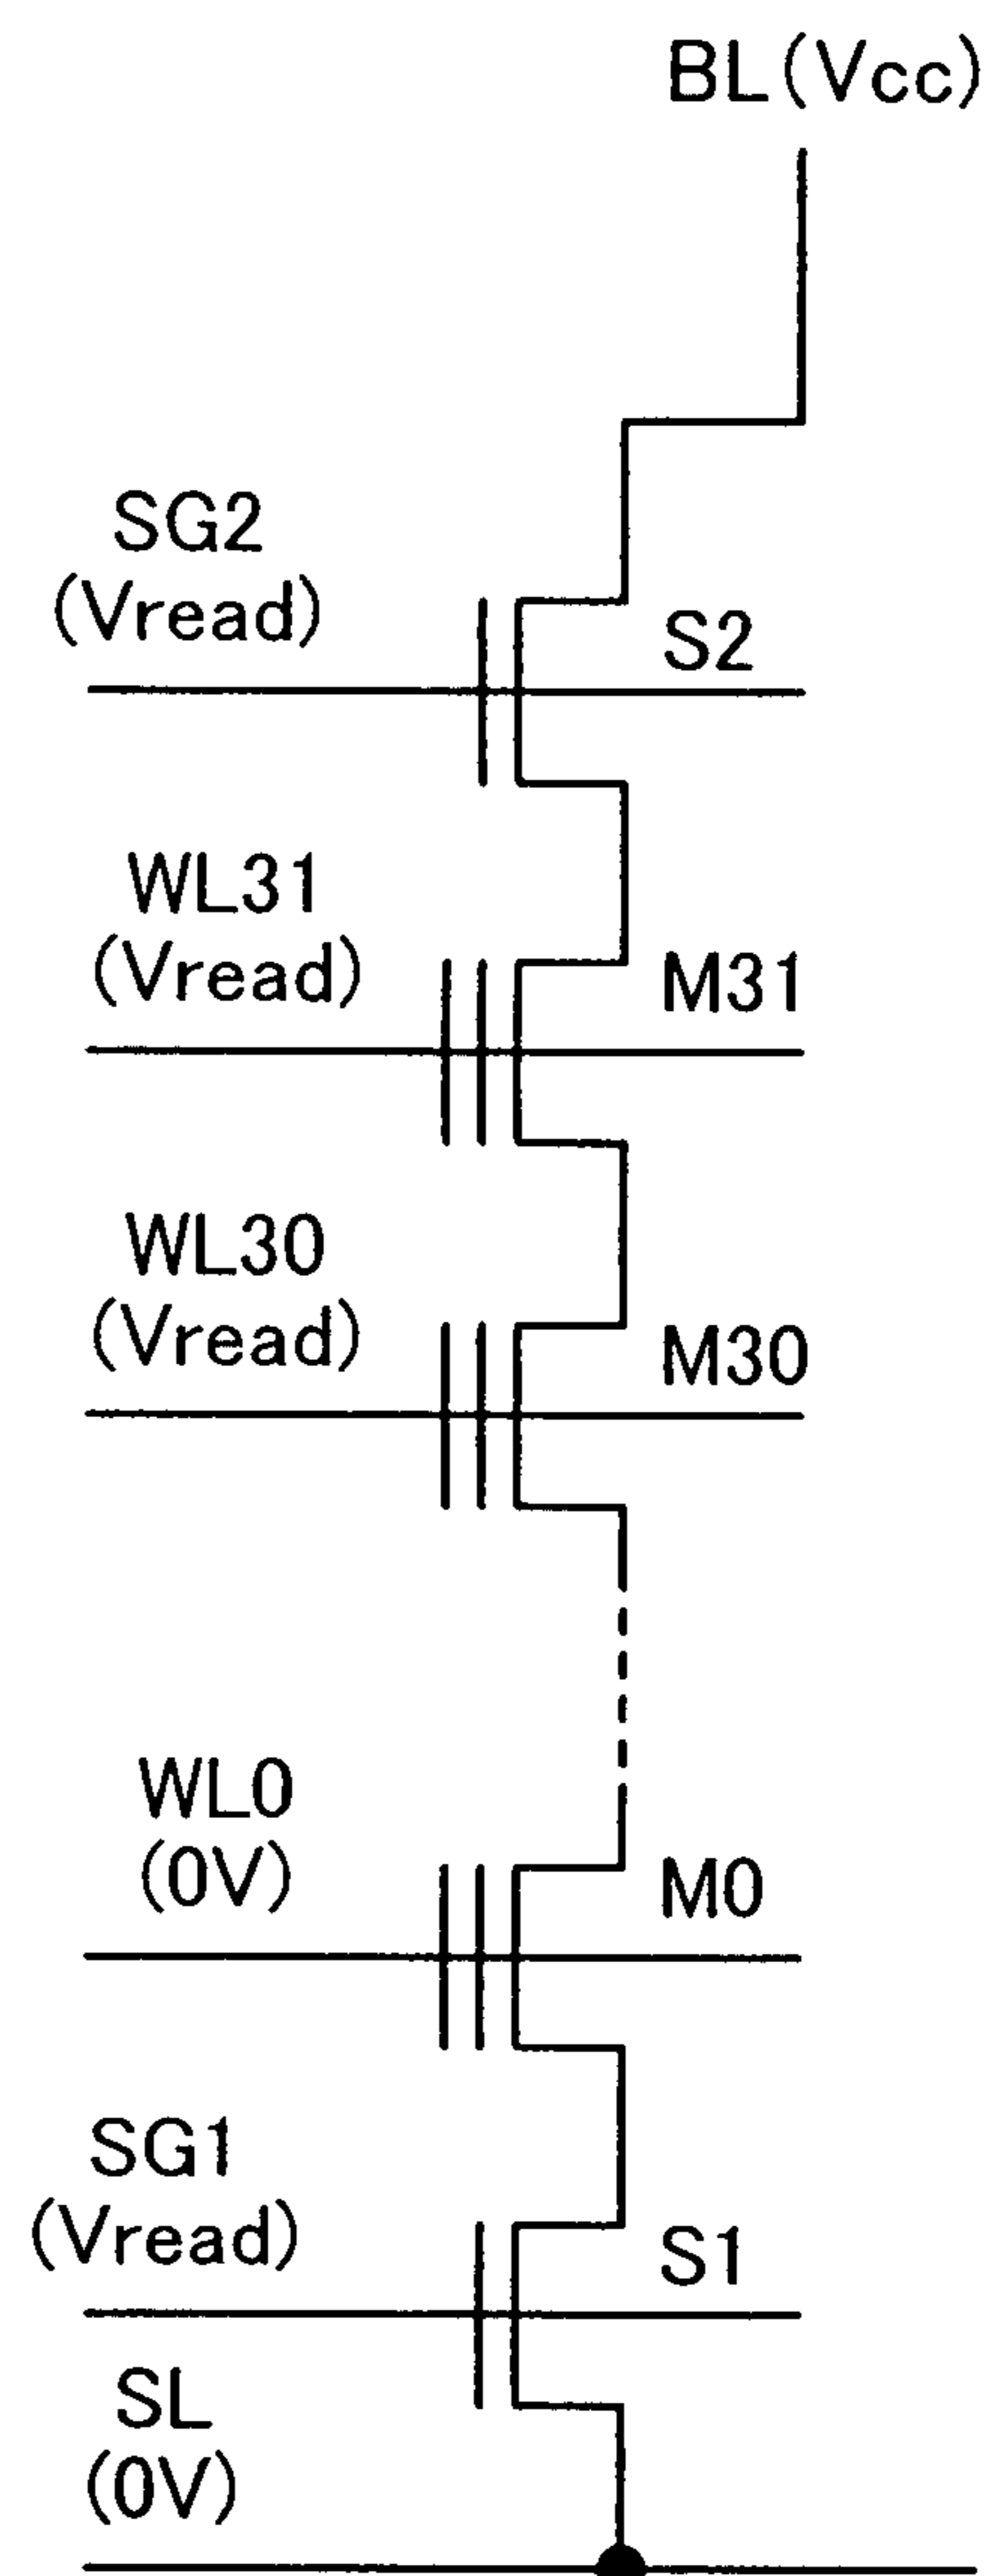 BL(Vcc)
SG2
(Vread)
S2
WL31
(Vread)
M31
WL30
(Vread)
M30
WL0
(0V)
M0
SG1
(Vread)
S1
SL
(0V)